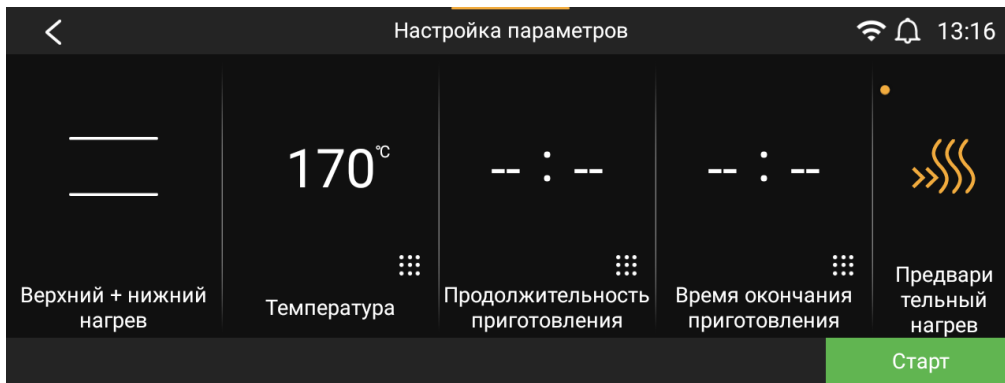 Настройка параметров
13:16
170°C
-- : --
-- : --
Верхний + нижний
нагрев
Температура
Продолжительность
приготовления
Время окончания
приготовления
Предвари
тельный
нагрев
Старт